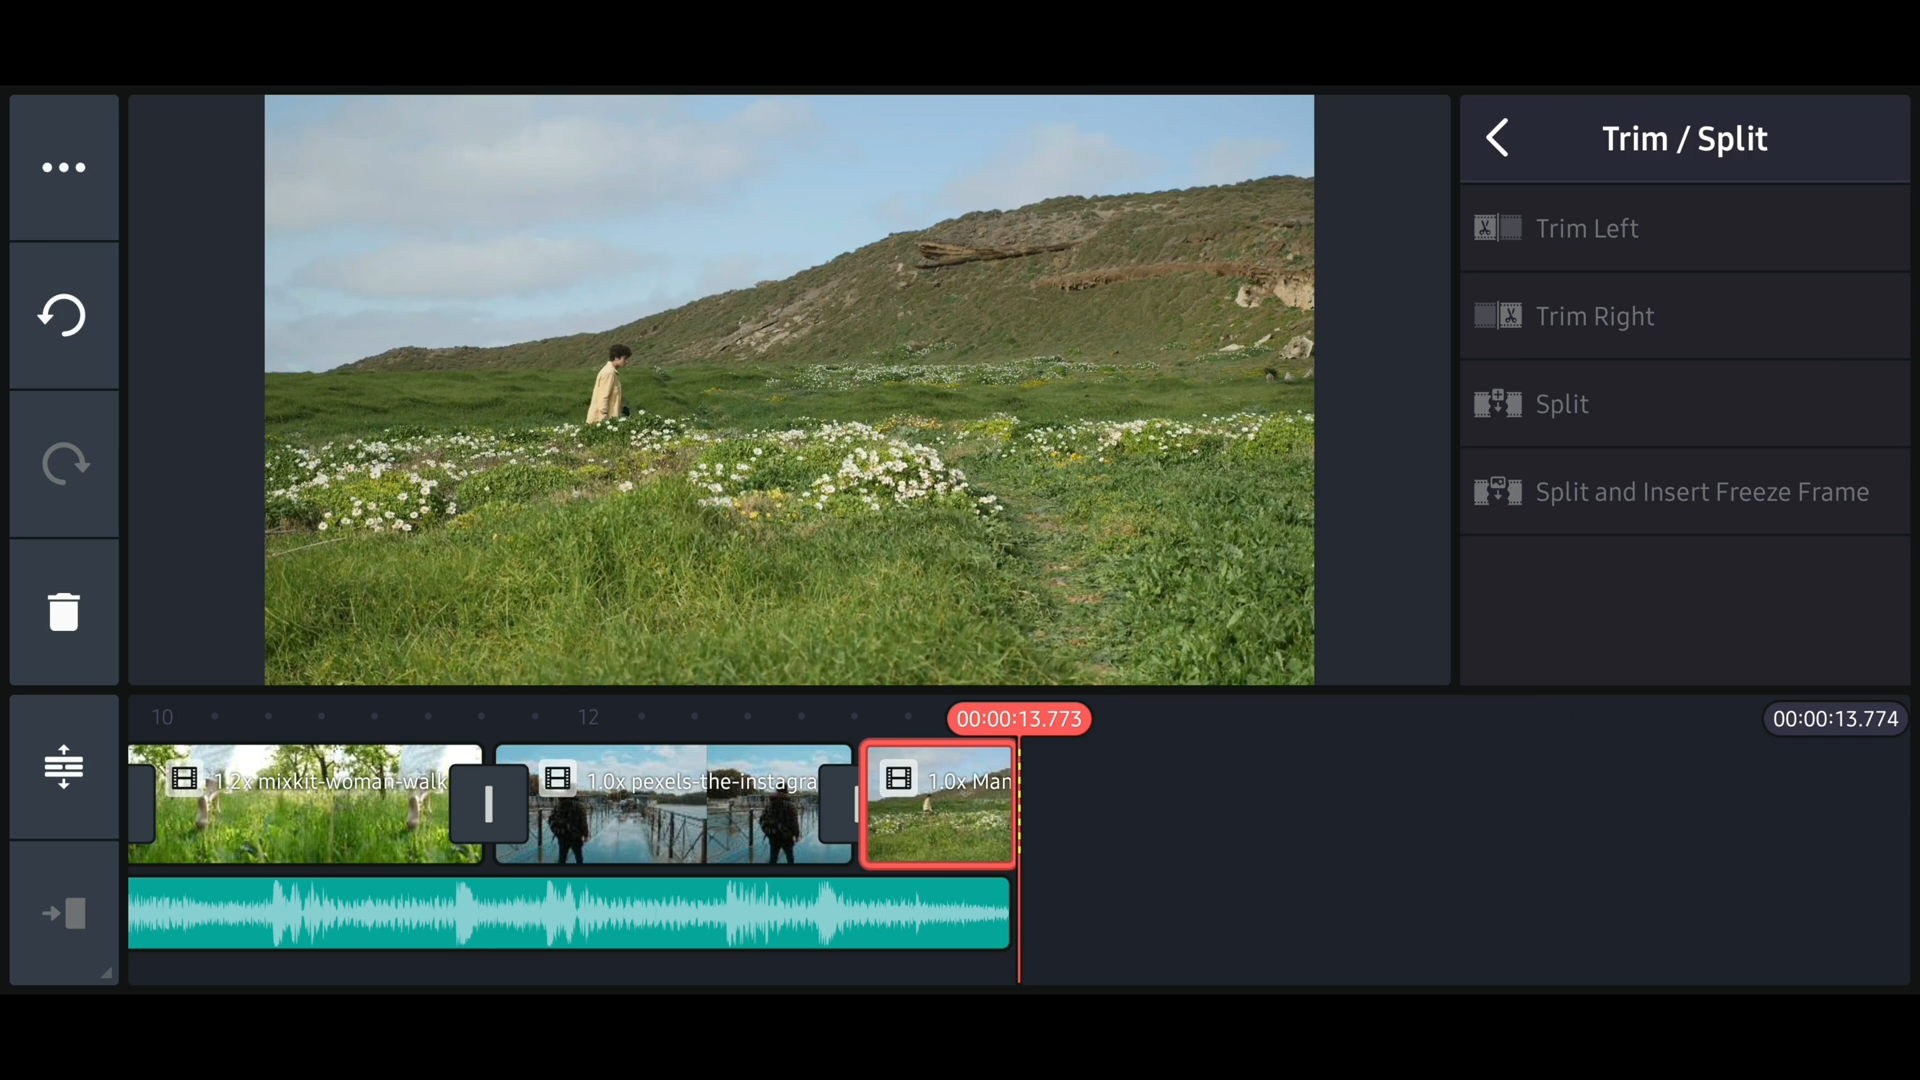 Trim / Split
Trim Left
Trim Right
Split
Split and Insert Freeze Frame
10
12
00:00:13.773
00:00:13.774
1.2x mixkit-woman-walk
1.0x pexels-the-instagra
1.0x Man